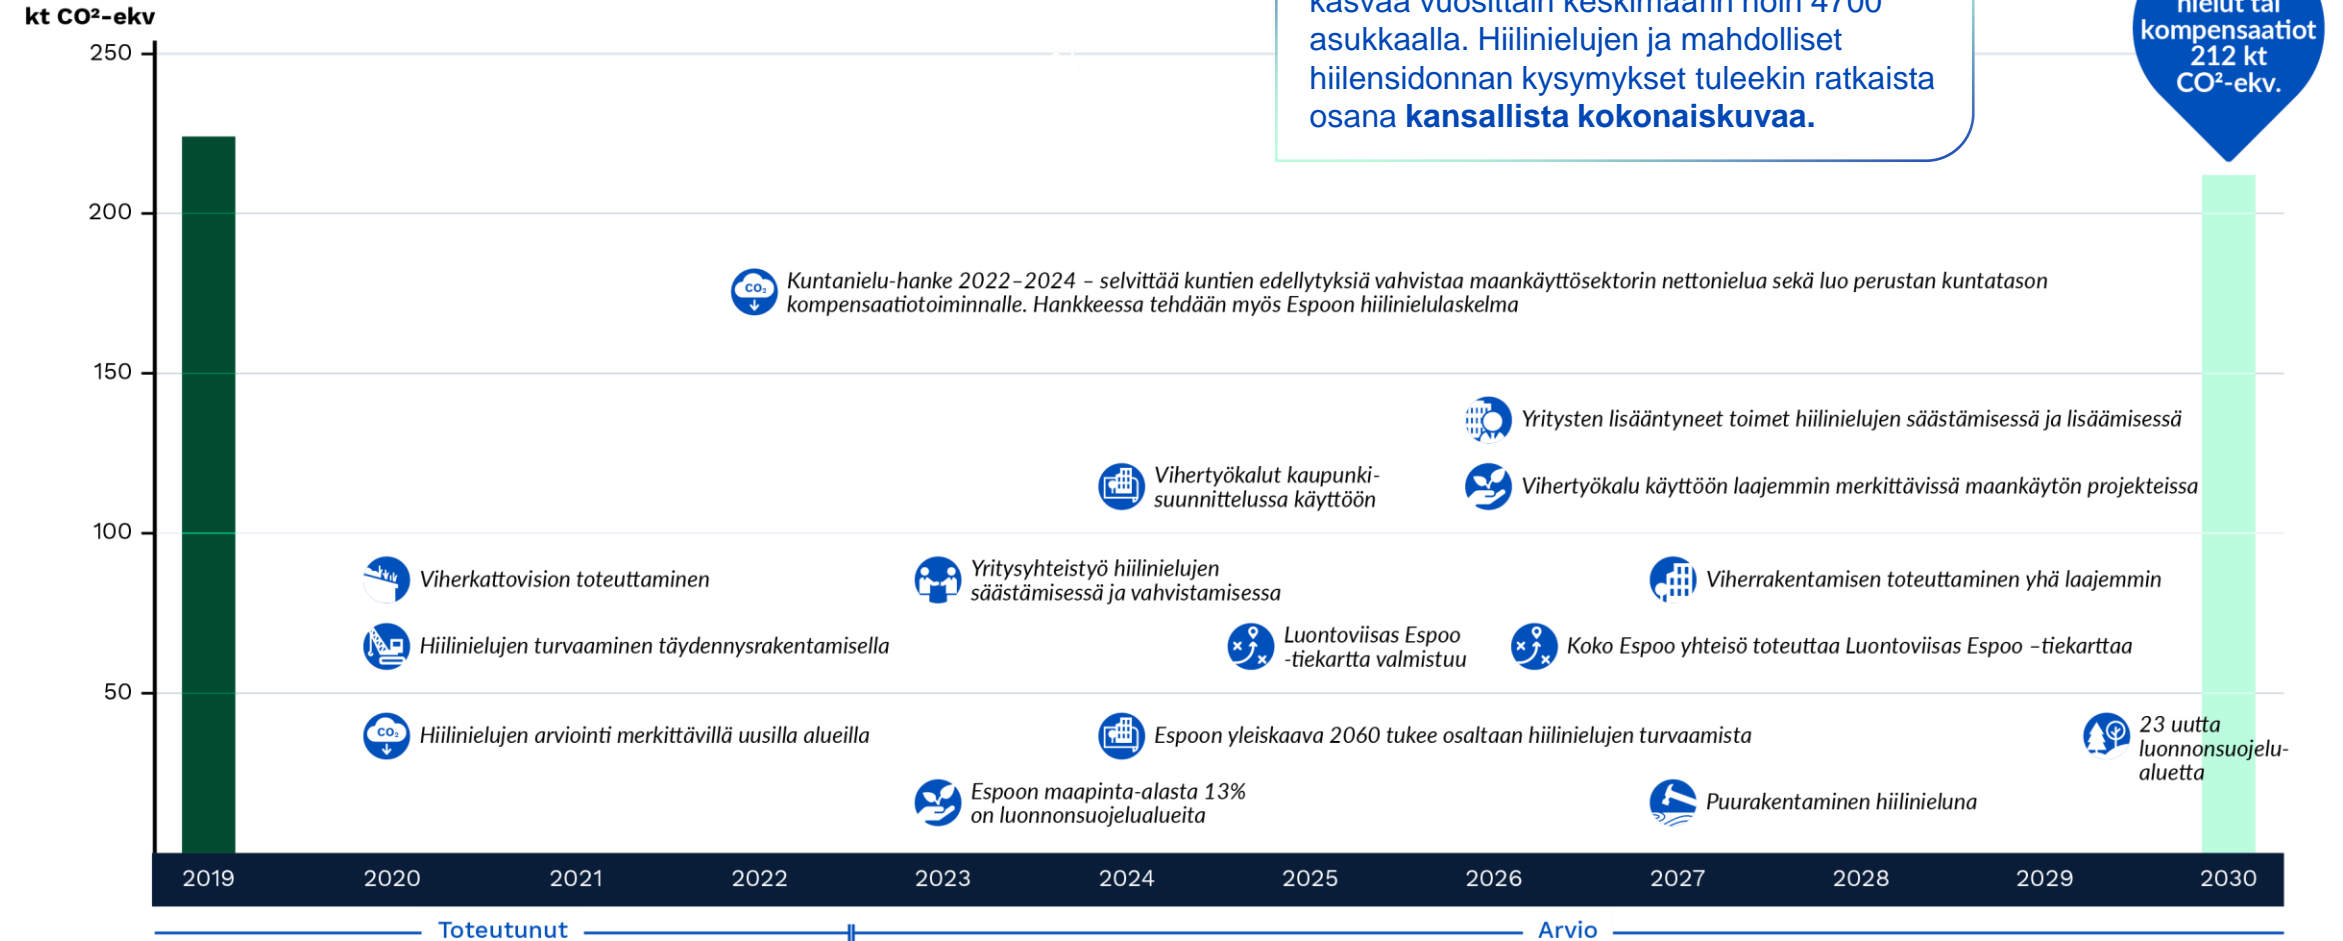 kt CO²-ekv
kasvaa vuosittain keskimäärin noin 4700
asukkaalla. Hiilinielujen ja mahdolliset
hiilensidonnan kysymykset tuleekin ratkaista
osana kansallista kokonaiskuvaa.
nielut tai
kompensaatiot
212 kt
CO²-ekv.
250
200
150
100
50
Kuntanielu-hanke 2022–2024 – selvittää kuntien edellytyksiä vahvistaa maankäyttösektorin nettonielua sekä luo perustan kuntatason
kompensaatiotoiminnalle. Hankkeessa tehdään myös Espoon hiilinielulaskelma
Yritysten lisääntyneet toimet hiilinielujen säästämisessä ja lisäämisessä
Vihertyökalut kaupunki-
suunnittelussa käyttöön
Vihertyökalu käyttöön laajemmin merkittävissä maankäytön projekteissa
Viherkattovision toteuttaminen
Yritysyhteistyö hiilinielujen
säästämisessä ja vahvistamisessa
Viherrakentamisen toteuttaminen yhä laajemmin
Hiilinielujen turvaaminen täydennysrakentamisella
Luontoviisas Espoo
-tiekartta valmistuu
Koko Espoo yhteisö toteuttaa Luontoviisas Espoo –tiekarttaa
Hiilinielujen arviointi merkittävillä uusilla alueilla
Espoon yleiskaava 2060 tukee osaltaan hiilinielujen turvaamista
23 uutta
luonnonsuojelu-
aluetta
Espoon maapinta-alasta 13%
on luonnonsuojelualueita
Puurakentaminen hiilinieluna
CO₂
CO₂
2019 2020 2021 2022 2023 2024 2025 2026 2027 2028 2029 2030
Toteutunut
Arvio